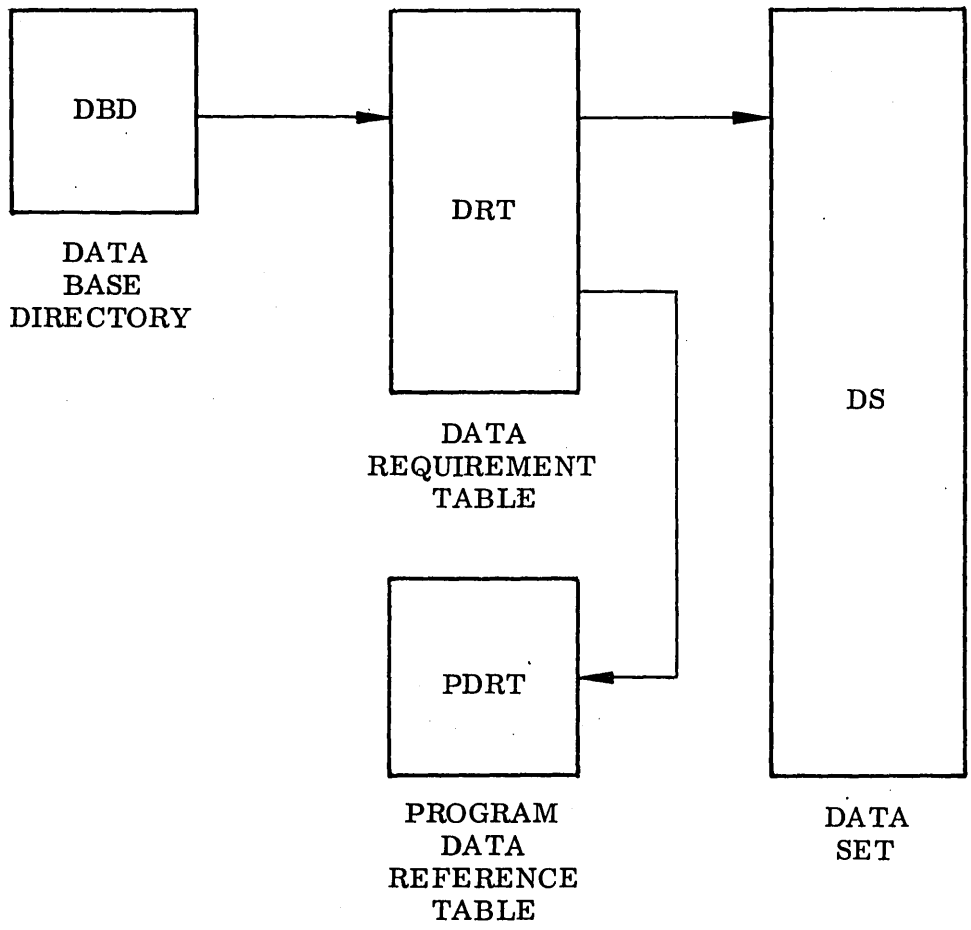 DBD
DATA
BASE
DIRECTORY
DRT
DATA
REQUIREMENT
TABLE
PDRT
PROGRAM
DATA
REFERENCE
TABLE
DS
DATA
SET